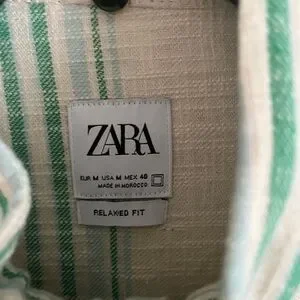 ZARA
EUR M USA M MEX 40
MADE IN MOROCCO
RELAXED FIT